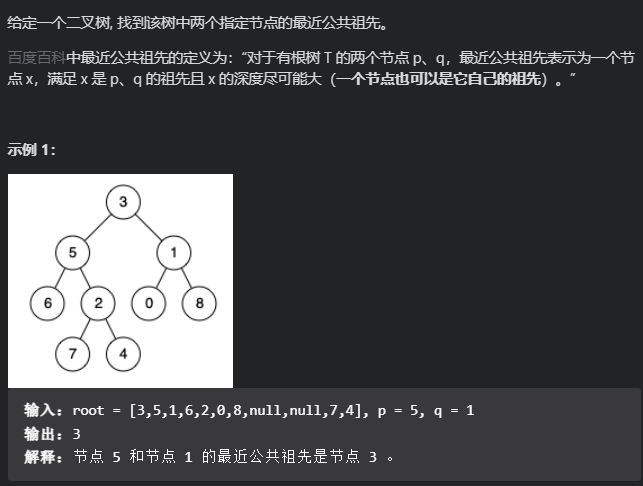 给定一个二叉树, 找到该树中两个指定节点的最近公共祖先。
百度百科中最近公共祖先的定义为：“对于有根树 T 的两个节点 p、q，最近公共祖先表示为一个节
点 x，满足 x 是 p、q 的祖先且 x 的深度尽可能大（一个节点也可以是它自己的祖先）。”
示例 1：
3
5 1
6 2 0 8
7 4
输入：root = [3,5,1,6,2,0,8,null,null,7,4], p = 5, q = 1
输出：3
解释：节点 5 和节点 1 的最近公共祖先是节点 3 。